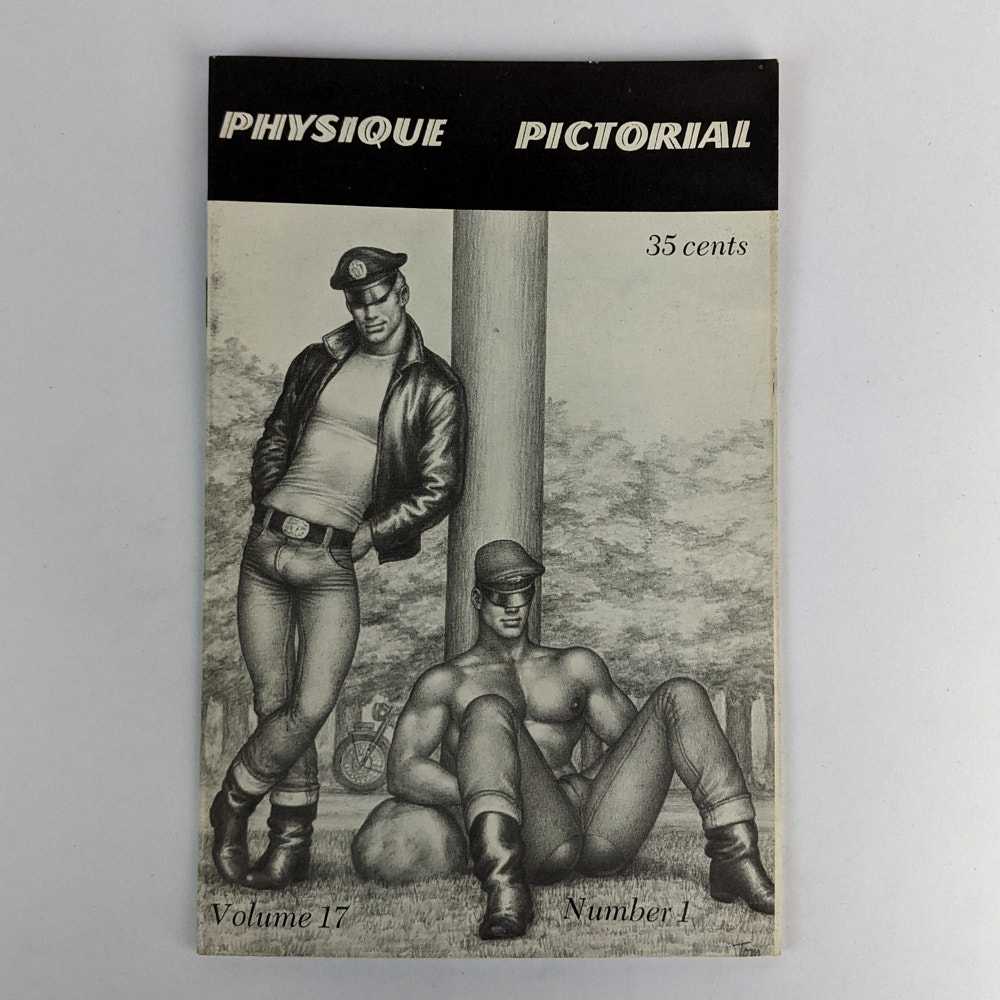 PHYSIQUE PICTORIAL
35 cents
Volume 17 Number 1
Tom